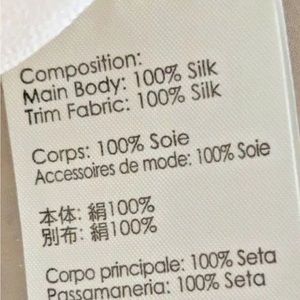 Composition:
Main Body: 100% Silk
Trim Fabric: 100% Silk
Corps: 100% Soie
Accessoires de mode: 100% Soie
本体: 絹100%
別布: 絹100%
Corpo principale: 100% Seta
Passamaneria: 100% Seta